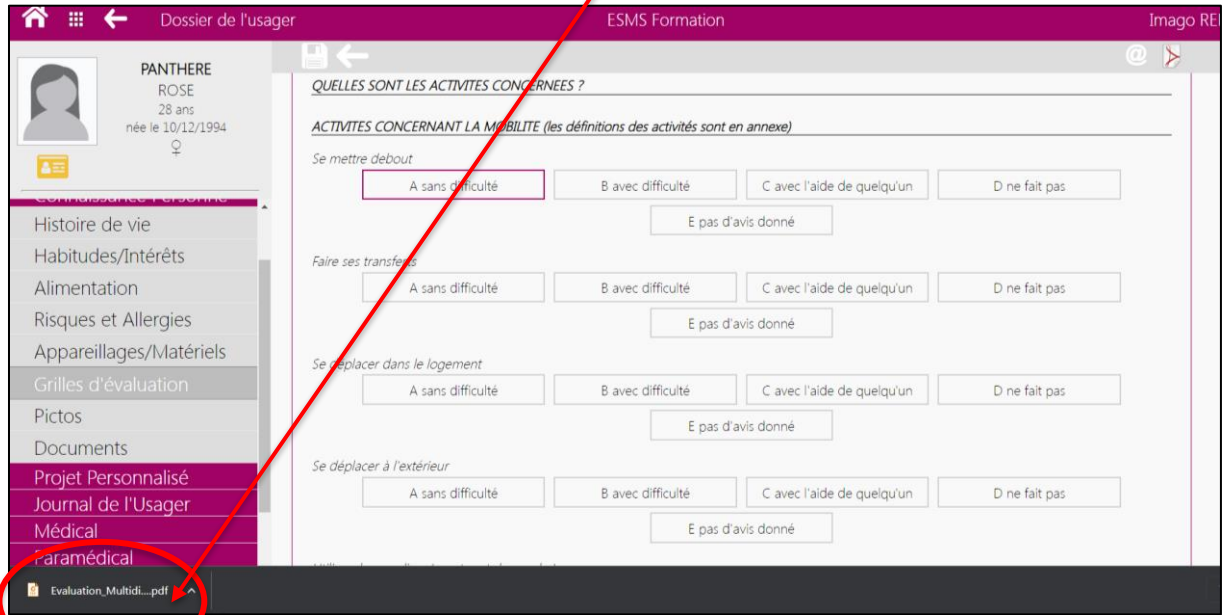 Dossier de l'usager
ESMS Formation
Imago RE
PANTHERE
ROSE
28 ans
née le 10/12/1994
Connaissance Personne
Histoire de vie
Habitudes/Intérêts
Alimentation
Risques et Allergies
Appareillages/Matériels
Grilles d'évaluation
Pictos
Documents
Projet Personnalisé
Journal de l'Usager
Médical
Paramédical
QUELLES SONT LES ACTIVITES CONCERNEES ?
ACTIVITES CONCERNANT LA MOBILITE (les définitions des activités sont en annexe)
Se mettre debout
A sans difficulté B avec difficulté C avec l'aide de quelqu'un D ne fait pas
E pas d'avis donné
Faire ses transferts
A sans difficulté B avec difficulté C avec l'aide de quelqu'un D ne fait pas
E pas d'avis donné
Se déplacer dans le logement
A sans difficulté B avec difficulté C avec l'aide de quelqu'un D ne fait pas
E pas d'avis donné
Se déplacer à l'extérieur
A sans difficulté B avec difficulté C avec l'aide de quelqu'un D ne fait pas
E pas d'avis donné
Evaluation_Multidi....pdf